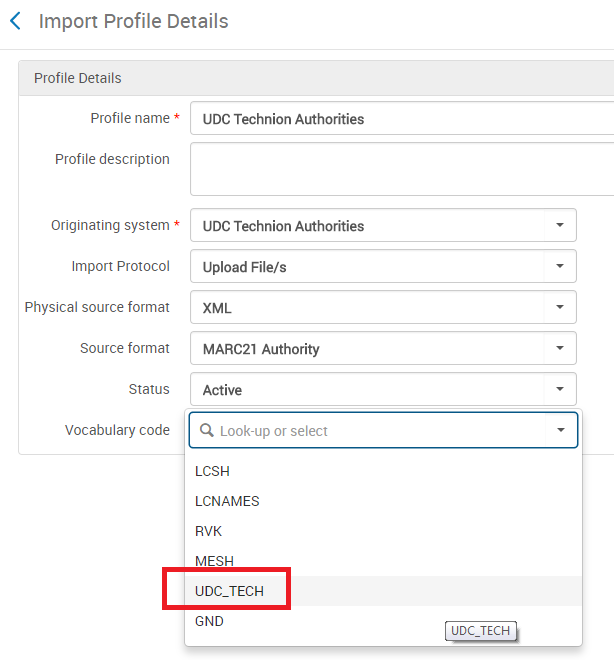 Import Profile Details
Profile Details
Profile name * UDC Technion Authorities
Profile description
Originating system * UDC Technion Authorities
Import Protocol Upload File/s
Physical source format XML
Source format MARC21 Authority
Status Active
Vocabulary code Look-up or select
LCSH
LCNAMES
RVK
MESH
UDC_TECH
GND
UDC_TECH